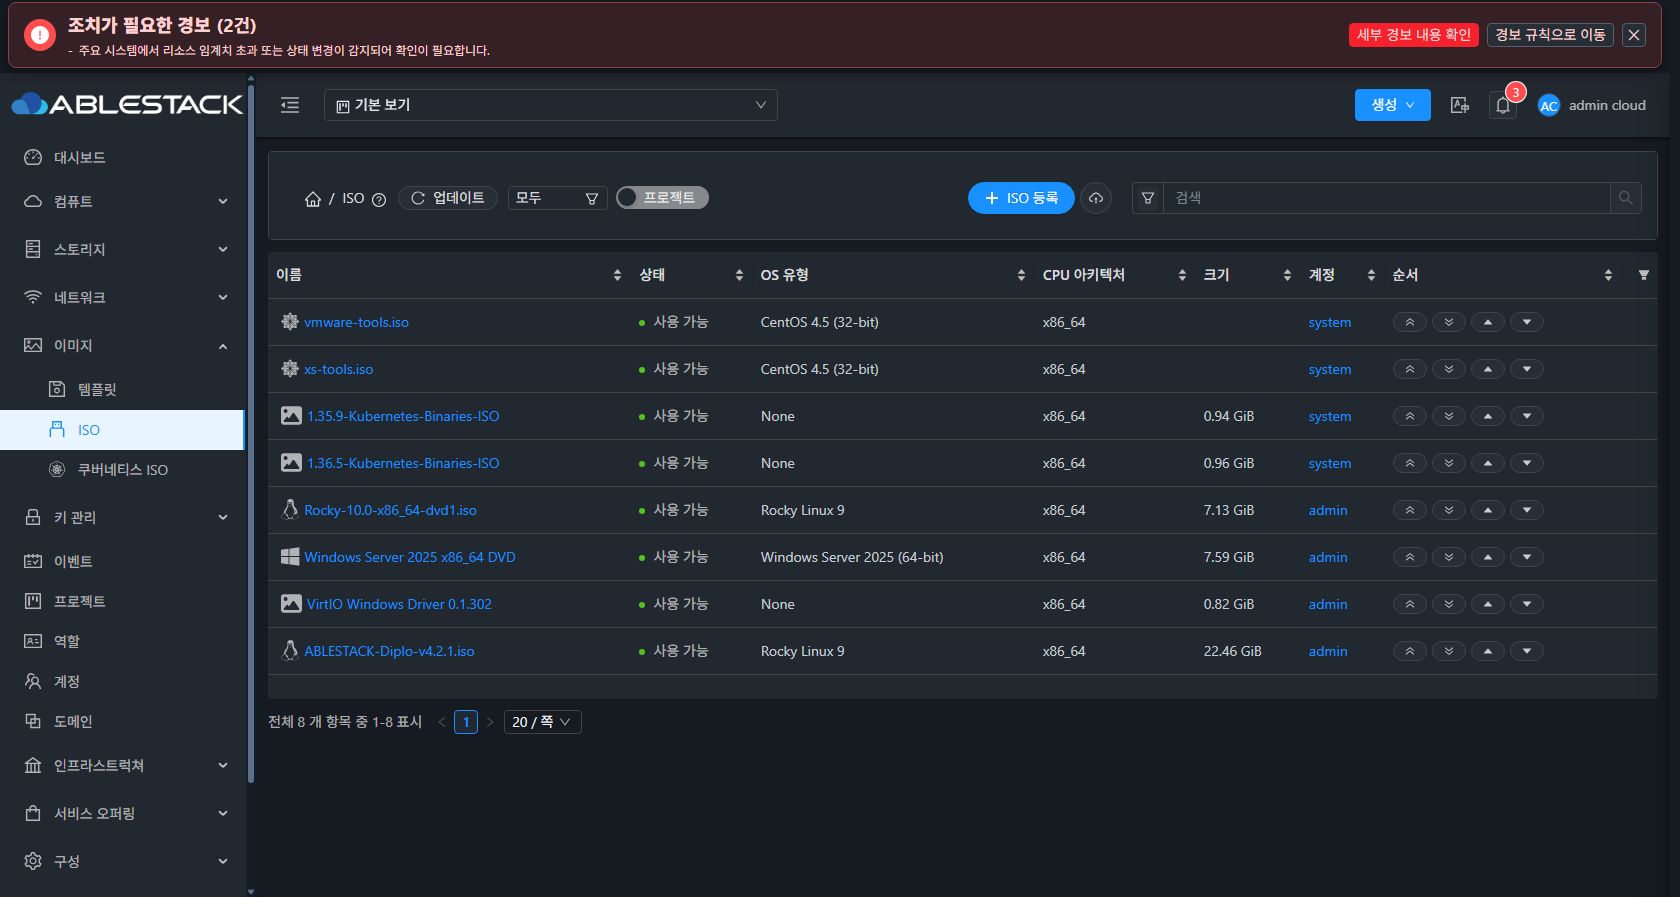 조치가 필요한 경보 (2건)
- 주요 시스템에서 리소스 임계치 초과 또는 상태 변경이 감지되어 확인이 필요합니다.
세부 경보 내용 확인
경보 규칙으로 이동
ABLESTACK
기본 보기
생성
3
AC admin cloud
대시보드
컴퓨트
스토리지
네트워크
이미지
템플릿
ISO
쿠버네티스 ISO
키 관리
이벤트
프로젝트
역할
계정
도메인
인프라스트럭쳐
서비스 오퍼링
구성
/ ISO 업데이트 모두 프로젝트
+ ISO 등록
검색
이름 상태 OS 유형 CPU 아키텍처 크기 계정 순서
vmware-tools.iso 사용 가능 CentOS 4.5 (32-bit) x86_64 system
xs-tools.iso 사용 가능 CentOS 4.5 (32-bit) x86_64 system
1.35.9-Kubernetes-Binaries-ISO 사용 가능 None x86_64 0.94 GiB system
1.36.5-Kubernetes-Binaries-ISO 사용 가능 None x86_64 0.96 GiB system
Rocky-10.0-x86_64-dvd1.iso 사용 가능 Rocky Linux 9 x86_64 7.13 GiB admin
Windows Server 2025 x86_64 DVD 사용 가능 Windows Server 2025 (64-bit) x86_64 7.59 GiB admin
VirtIO Windows Driver 0.1.302 사용 가능 None x86_64 0.82 GiB admin
ABLESTACK-Diplo-v4.2.1.iso 사용 가능 Rocky Linux 9 x86_64 22.46 GiB admin
전체 8 개 항목 중 1-8 표시 < 1 > 20 / 쪽